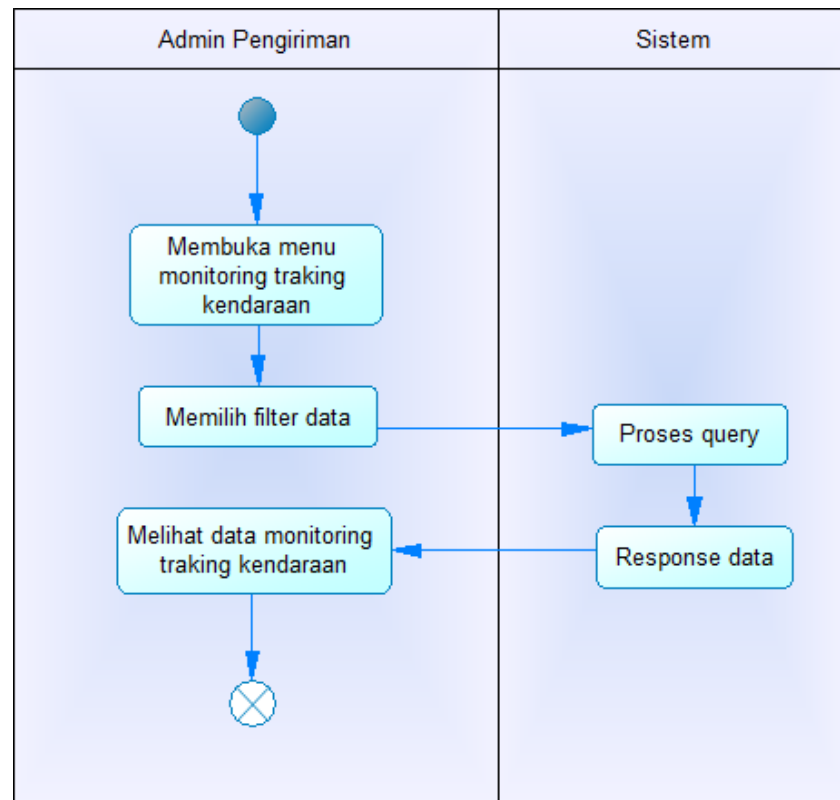 Admin Pengiriman
Sistem
Membuka menu
monitoring traking
kendaraan
Memilih filter data
Proses query
Melihat data monitoring
traking kendaraan
Response data